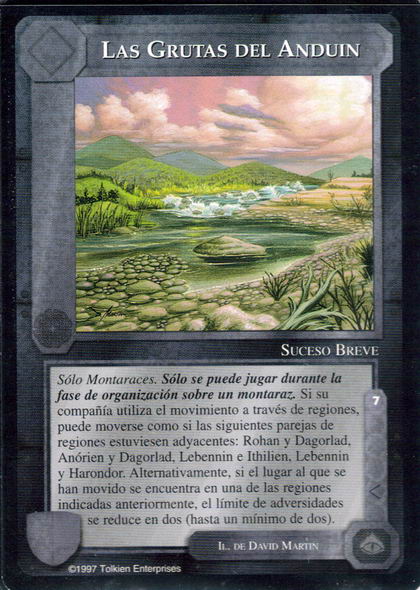 Las Grutas del Anduin
Suceso Breve
Sólo Montaraces. Sólo se puede jugar durante la
fase de organización sobre un montaraz. Si su
compañía utiliza el movimiento a través de regiones,
puede moverse como si las siguientes parejas de
regiones estuviesen adyacentes: Rohan y Dagorlad,
Anórien y Dagorlad, Lebennin e Ithilien, Lebennin
y Harondor. Alternativamente, si el lugar al que se
han movido se encuentra en una de las regiones
indicadas anteriormente, el límite de adversidades
se reduce en dos (hasta un mínimo de dos).
7
Il. de David Martin
©1997 Tolkien Enterprises